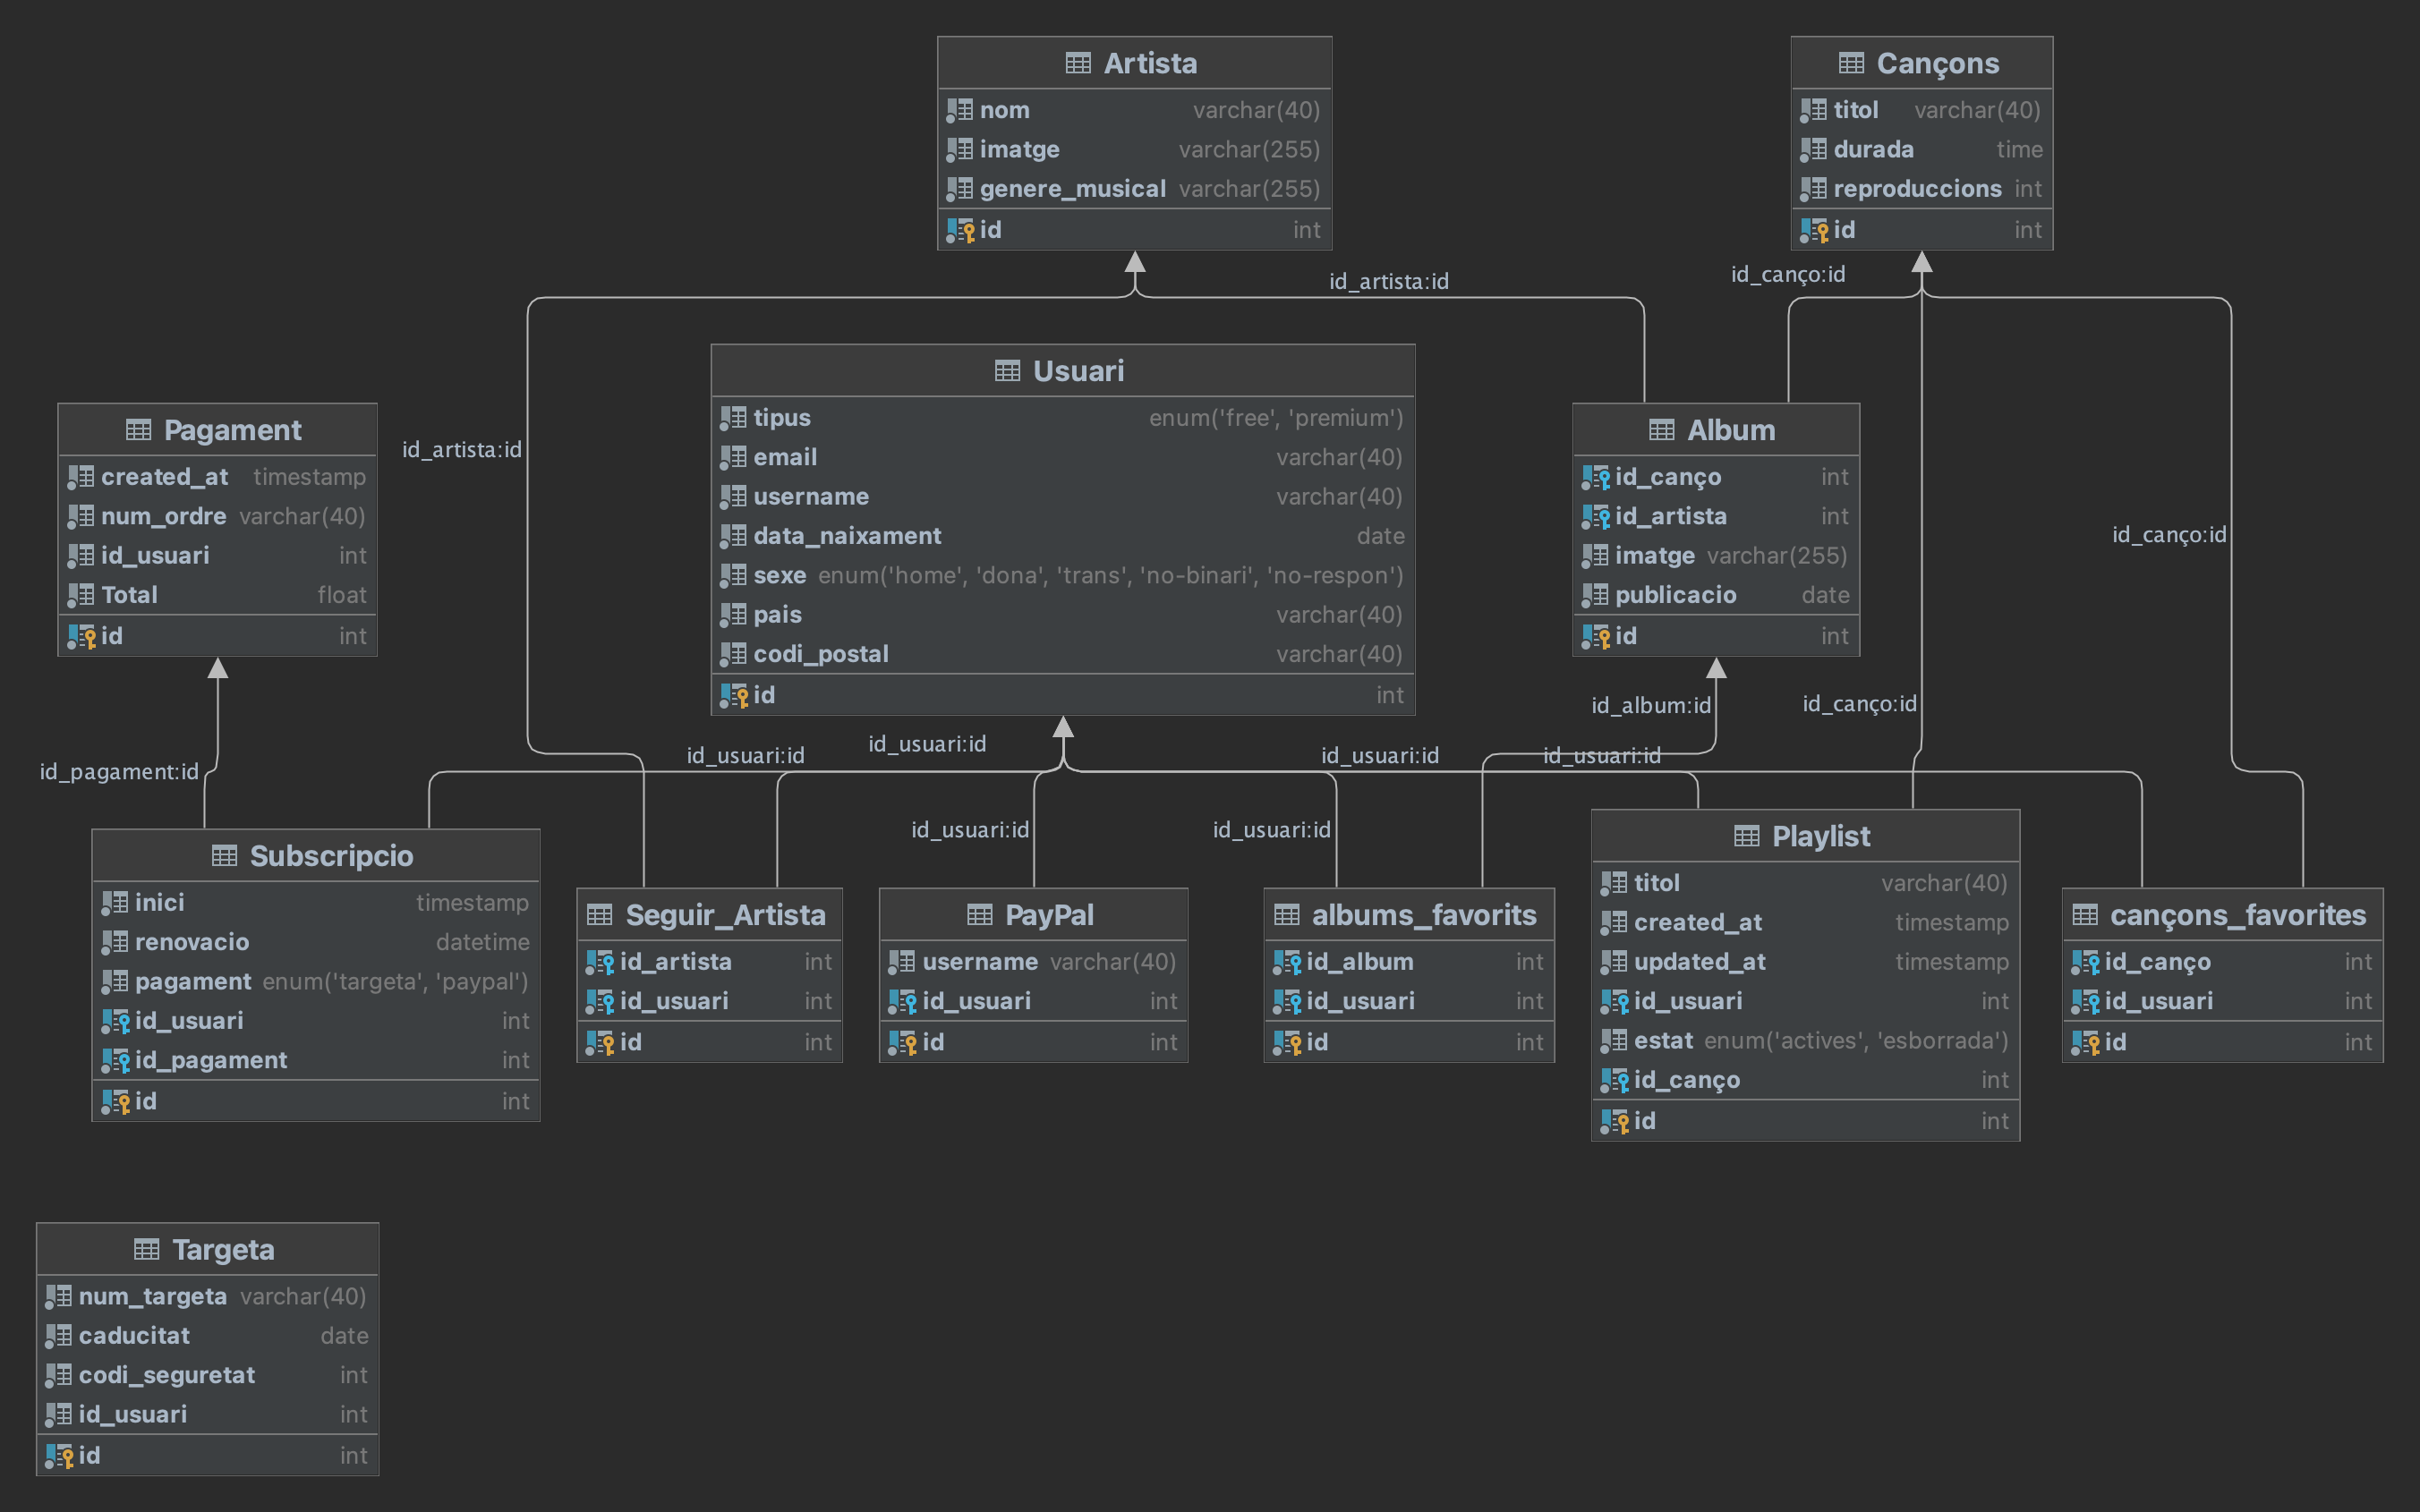 Artista
nom varchar(40)
imatge varchar(255)
genere_musical varchar(255)
id int
Cançons
titol varchar(40)
durada time
reproduccions int
id int
id_artista:id
id_canço:id
Usuari
tipus enum('free', 'premium')
email varchar(40)
username varchar(40)
data_naixament date
sexe enum('home', 'dona', 'trans', 'no-binari', 'no-respon')
pais varchar(40)
codi_postal varchar(40)
id int
Pagament
created_at timestamp
num_ordre varchar(40)
id_usuari int
Total float
id int
id_artista:id
Album
id_canço int
id_artista int
imatge varchar(255)
publicacio date
id int
id_canço:id
id_album:id
id_canço:id
id_usuari:id
id_usuari:id
id_usuari:id
id_usuari:id
id_pagament:id
id_usuari:id
id_usuari:id
Subscripcio
inici timestamp
renovacio datetime
pagament enum('targeta', 'paypal')
id_usuari int
id_pagament int
id int
Seguir_Artista
id_artista int
id_usuari int
id int
PayPal
username varchar(40)
id_usuari int
id int
albums_favorits
id_album int
id_usuari int
id int
Playlist
titol varchar(40)
created_at timestamp
updated_at timestamp
id_usuari int
estat enum('actives', 'esborrada')
id_canço int
id int
cançons_favorites
id_canço int
id_usuari int
id int
Targeta
num_targeta varchar(40)
caducitat date
codi_seguretat int
id_usuari int
id int